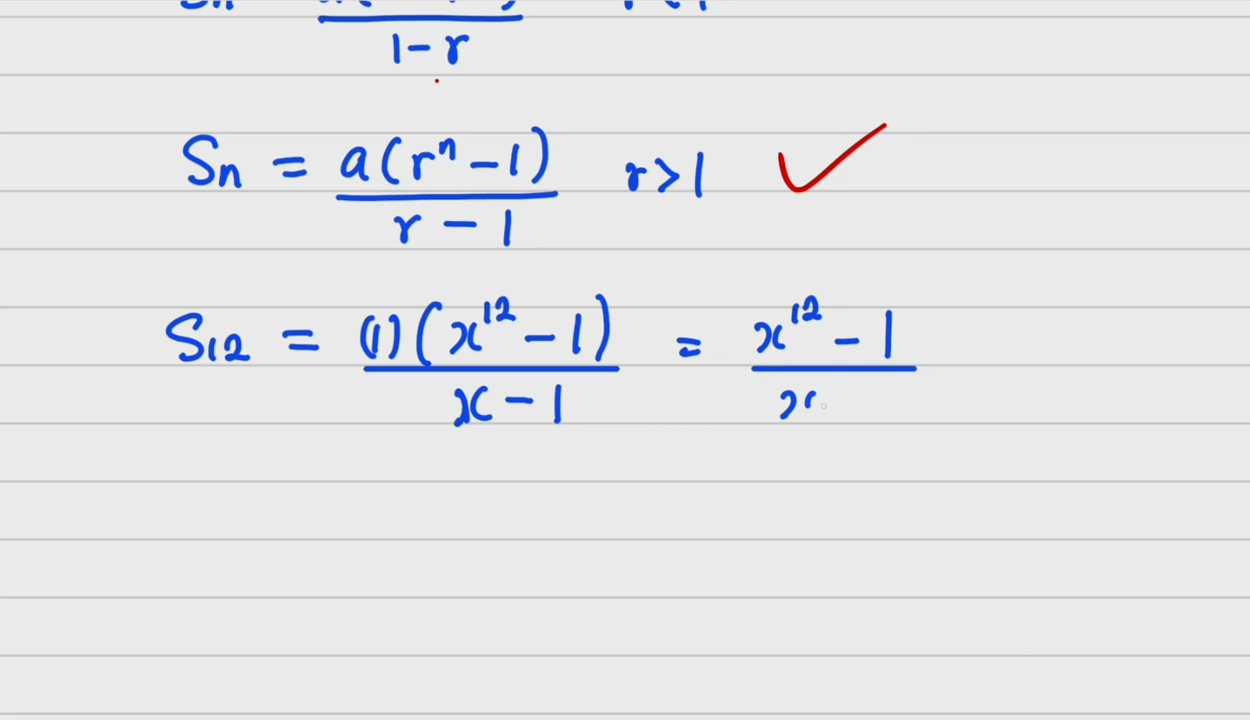 1 - r
Sn = a(r^n - 1) / r - 1 r > 1 ✓
S12 = (1)(x^12 - 1) / x - 1 = x^12 - 1 / x